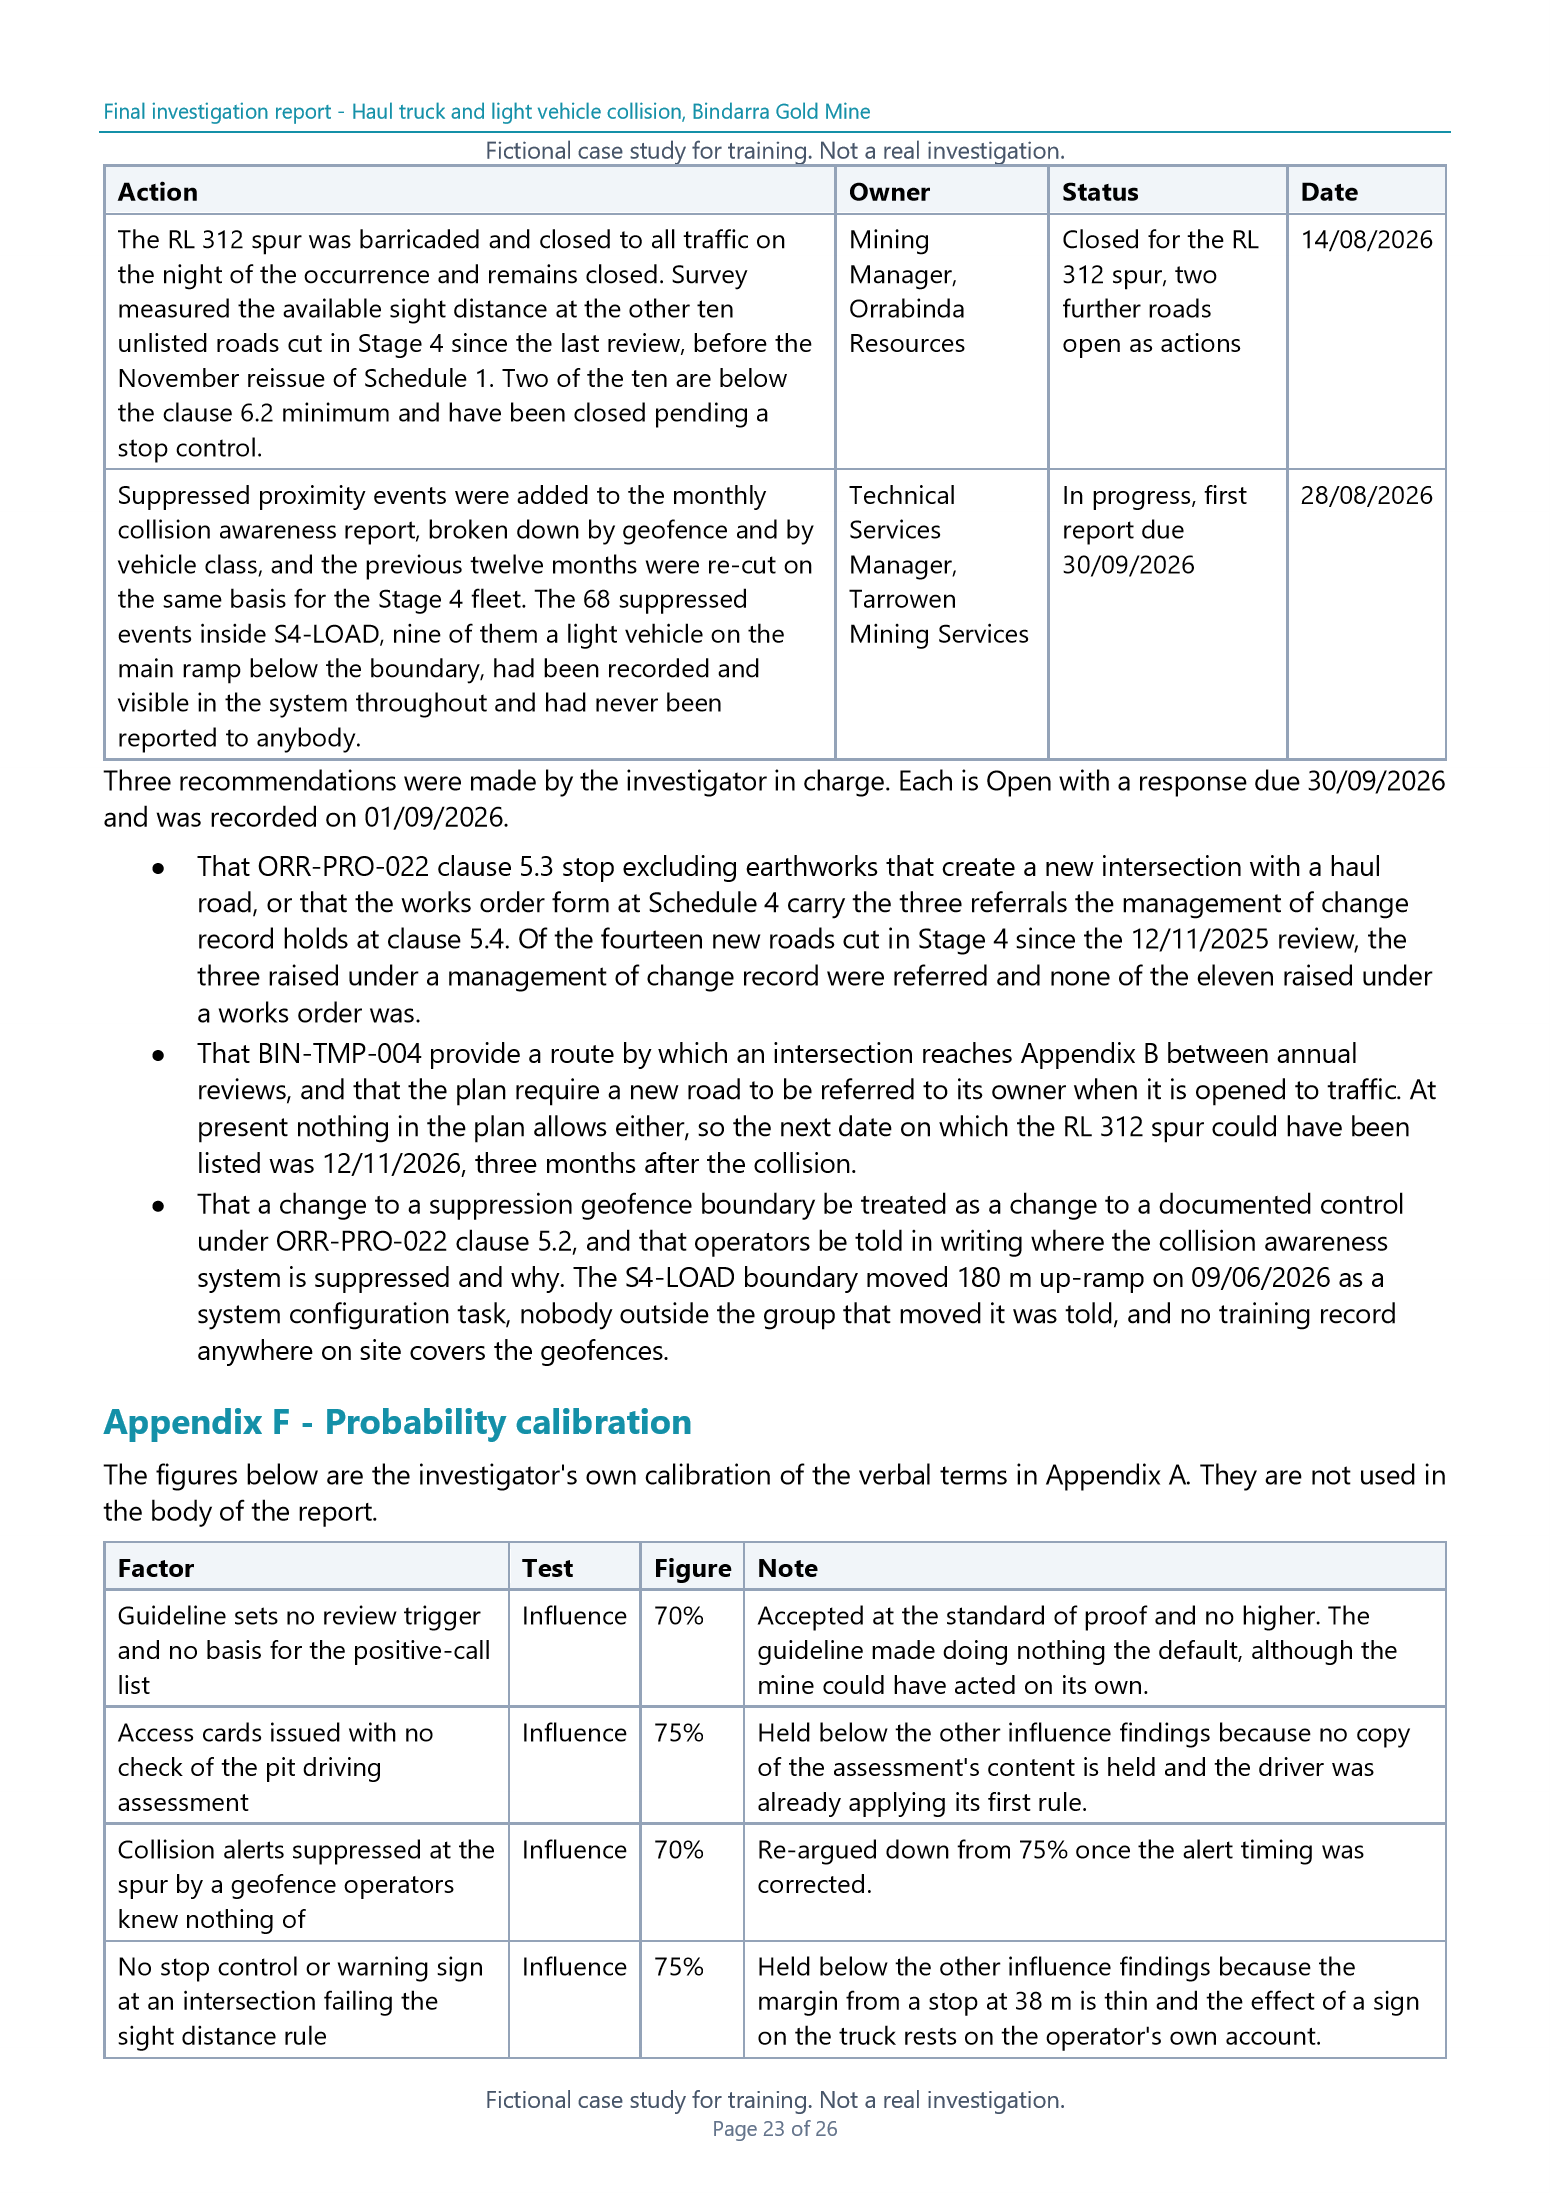 Final investigation report - Haul truck and light vehicle collision, Bindarra Gold Mine
Fictional case study for training. Not a real investigation.
Action Owner Status Date
The RL 312 spur was barricaded and closed to all traffic on
the night of the occurrence and remains closed. Survey
measured the available sight distance at the other ten
unlisted roads cut in Stage 4 since the last review, before the
November reissue of Schedule 1. Two of the ten are below
the clause 6.2 minimum and have been closed pending a
stop control.
Mining
Manager,
Orrabinda
Resources
Closed for the RL
312 spur, two
further roads
open as actions
14/08/2026
Suppressed proximity events were added to the monthly
collision awareness report, broken down by geofence and by
vehicle class, and the previous twelve months were re-cut on
the same basis for the Stage 4 fleet. The 68 suppressed
events inside S4-LOAD, nine of them a light vehicle on the
main ramp below the boundary, had been recorded and
visible in the system throughout and had never been
reported to anybody.
Technical
Services
Manager,
Tarrowen
Mining Services
In progress, first
report due
30/09/2026
28/08/2026
Three recommendations were made by the investigator in charge. Each is Open with a response due 30/09/2026
and was recorded on 01/09/2026.
● That ORR-PRO-022 clause 5.3 stop excluding earthworks that create a new intersection with a haul
road, or that the works order form at Schedule 4 carry the three referrals the management of change
record holds at clause 5.4. Of the fourteen new roads cut in Stage 4 since the 12/11/2025 review, the
three raised under a management of change record were referred and none of the eleven raised under
a works order was.
● That BIN-TMP-004 provide a route by which an intersection reaches Appendix B between annual
reviews, and that the plan require a new road to be referred to its owner when it is opened to traffic. At
present nothing in the plan allows either, so the next date on which the RL 312 spur could have been
listed was 12/11/2026, three months after the collision.
● That a change to a suppression geofence boundary be treated as a change to a documented control
under ORR-PRO-022 clause 5.2, and that operators be told in writing where the collision awareness
system is suppressed and why. The S4-LOAD boundary moved 180 m up-ramp on 09/06/2026 as a
system configuration task, nobody outside the group that moved it was told, and no training record
anywhere on site covers the geofences.
Appendix F - Probability calibration
The figures below are the investigator's own calibration of the verbal terms in Appendix A. They are not used in
the body of the report.
Factor Test Figure Note
Guideline sets no review trigger
and no basis for the positive-call
list
Influence
70%
Accepted at the standard of proof and no higher. The
guideline made doing nothing the default, although the
mine could have acted on its own.
Access cards issued with no
check of the pit driving
assessment
Influence
75%
Held below the other influence findings because no copy
of the assessment's content is held and the driver was
already applying its first rule.
Collision alerts suppressed at the
spur by a geofence operators
knew nothing of
Influence
70%
Re-argued down from 75% once the alert timing was
corrected.
No stop control or warning sign
at an intersection failing the
sight distance rule
Influence
75%
Held below the other influence findings because the
margin from a stop at 38 m is thin and the effect of a sign
on the truck rests on the operator's own account.
Fictional case study for training. Not a real investigation.
Page 23 of 26